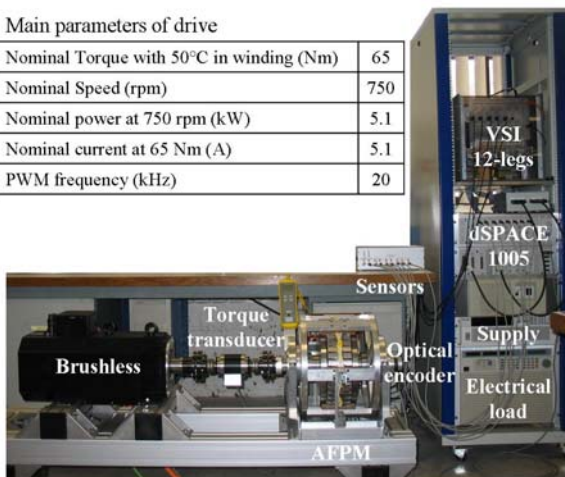 Main parameters of drive
Nominal Torque with 50°C in winding (Nm) 65
Nominal Speed (rpm) 750
Nominal power at 750 rpm (kW) 5.1
Nominal current at 65 Nm (A) 5.1
PWM frequency (kHz) 20
VSI
12-legs
dSPACE
1005
Sensors
Torque
transducer
Brushless
Optical
encoder
Supply
Electrical
load
AFPM